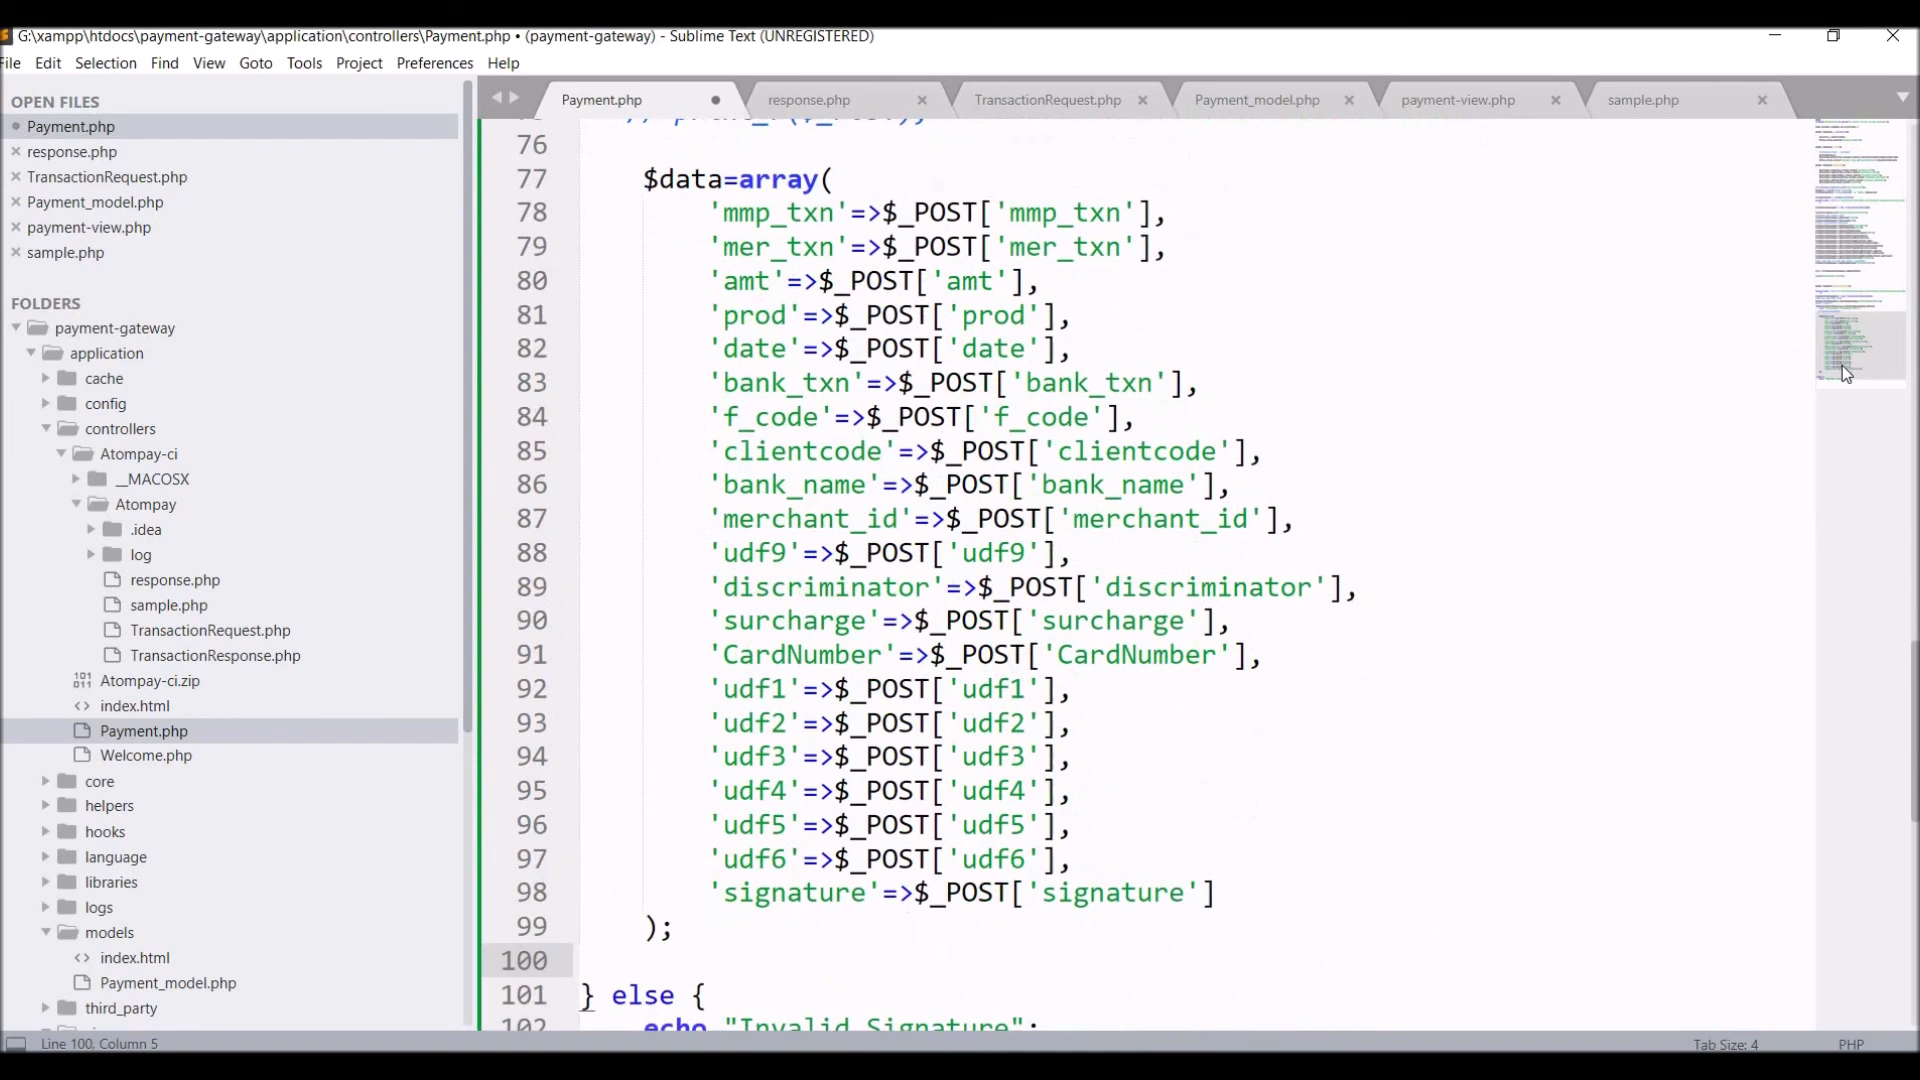 G:\xampp\htdocs\payment-gateway\application\controllers\Payment.php • (payment-gateway) - Sublime Text (UNREGISTERED)
File Edit Selection Find View Goto Tools Project Preferences Help
OPEN FILES
Payment.php
response.php
TransactionRequest.php
Payment_model.php
payment-view.php
sample.php
FOLDERS
payment-gateway
application
cache
config
controllers
Atompay-ci
__MACOSX
Atompay
.idea
log
response.php
sample.php
TransactionRequest.php
TransactionResponse.php
Atompay-ci.zip
index.html
Payment.php
Welcome.php
core
helpers
hooks
language
libraries
logs
models
index.html
Payment_model.php
third_party
Payment.php response.php TransactionRequest.php Payment_model.php payment-view.php sample.php
76
77 $data=array(
78 'mmp_txn'=>$_POST['mmp_txn'],
79 'mer_txn'=>$_POST['mer_txn'],
80 'amt'=>$_POST['amt'],
81 'prod'=>$_POST['prod'],
82 'date'=>$_POST['date'],
83 'bank_txn'=>$_POST['bank_txn'],
84 'f_code'=>$_POST['f_code'],
85 'clientcode'=>$_POST['clientcode'],
86 'bank_name'=>$_POST['bank_name'],
87 'merchant_id'=>$_POST['merchant_id'],
88 'udf9'=>$_POST['udf9'],
89 'discriminator'=>$_POST['discriminator'],
90 'surcharge'=>$_POST['surcharge'],
91 'CardNumber'=>$_POST['CardNumber'],
92 'udf1'=>$_POST['udf1'],
93 'udf2'=>$_POST['udf2'],
94 'udf3'=>$_POST['udf3'],
95 'udf4'=>$_POST['udf4'],
96 'udf5'=>$_POST['udf5'],
97 'udf6'=>$_POST['udf6'],
98 'signature'=>$_POST['signature']
99 );
100
101 } else {
102 echo "Invalid Signature";
Line 100, Column 5
Tab Size: 4
PHP